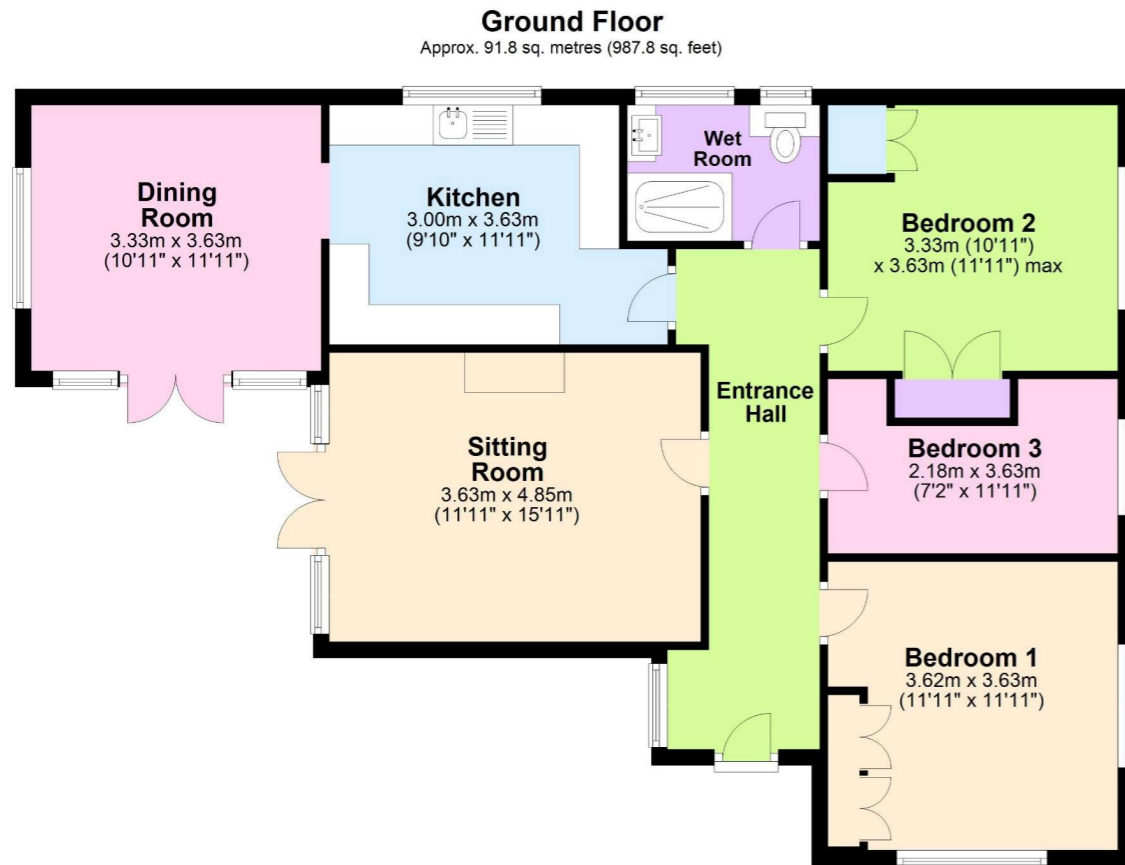 Ground Floor
Approx. 91.8 sq. metres (987.8 sq. feet)
Dining
Room
3.33m x 3.63m
(10'11" x 11'11")
Kitchen
3.00m x 3.63m
(9'10" x 11'11")
Wet
Room
Bedroom 2
3.33m (10'11")
x 3.63m (11'11") max
Entrance
Hall
Sitting
Room
3.63m x 4.85m
(11'11" x 15'11")
Bedroom 3
2.18m x 3.63m
(7'2" x 11'11")
Bedroom 1
3.62m x 3.63m
(11'11" x 11'11")